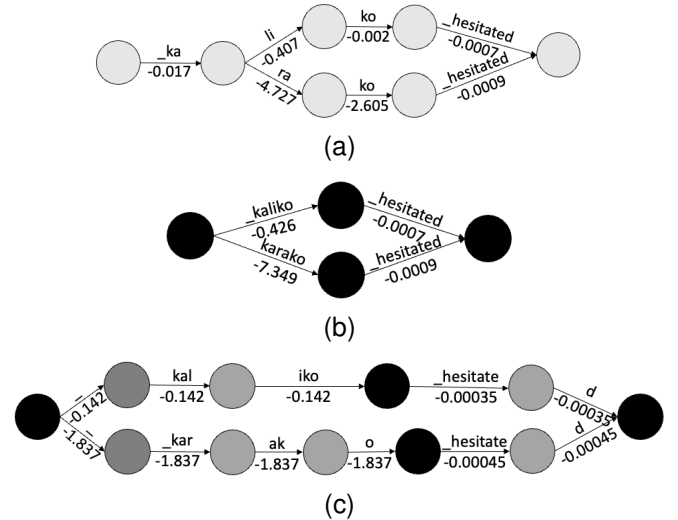 _ka
-0.017
li
-0.407
ko
-0.002
_hesitated
-0.0007
ra
-4.727
ko
-2.605
_hesitated
-0.0009
(a)
_kaliko
-0.426
_hesitated
-0.0007
karako
-7.349
_hesitated
-0.0009
(b)
_
-0.142
kal
-0.142
iko
-0.142
_hesitate
-0.00035
d
-0.00035
_
-1.837
_kar
-1.837
ak
-1.837
o
-1.837
_hesitate
-0.00045
d
-0.00045
(c)